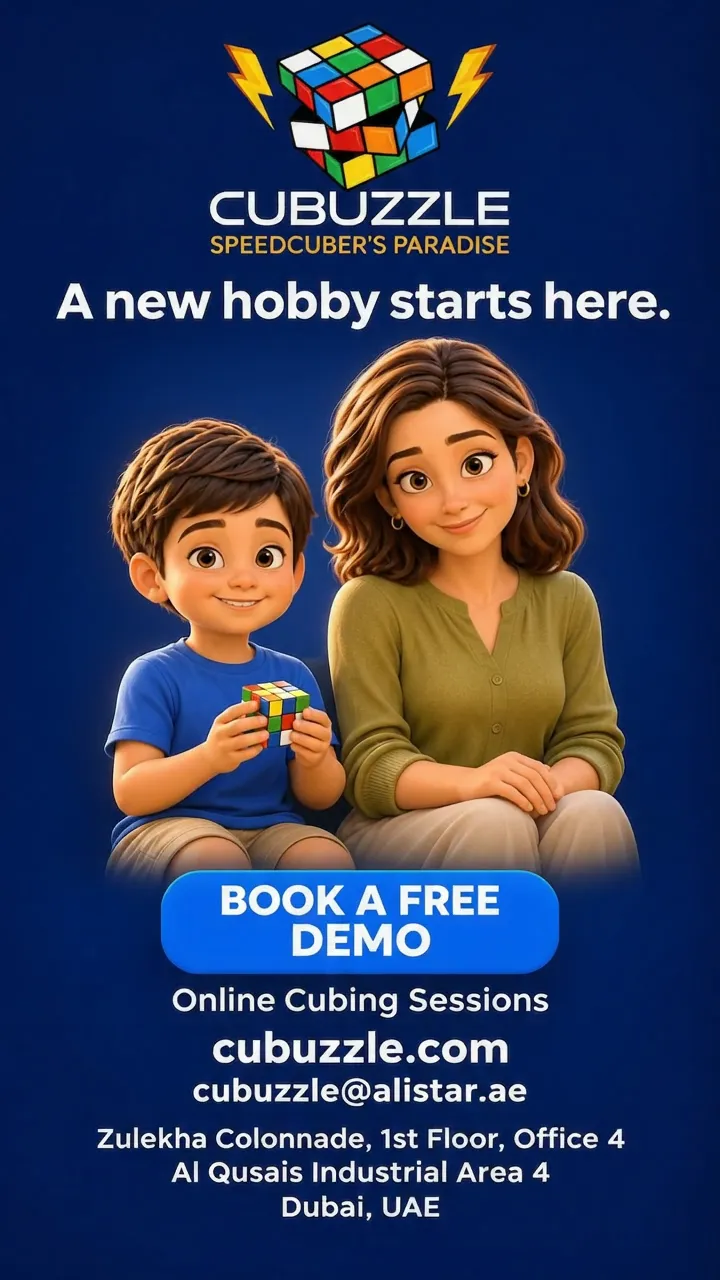 CUBUZZLE
SPEEDCUBER'S PARADISE
A new hobby starts here.
BOOK A FREE
DEMO
Online Cubing Sessions
cubuzzle.com
cubuzzle@alistar.ae
Zulekha Colonnade, 1st Floor, Office 4
Al Qusais Industrial Area 4
Dubai, UAE